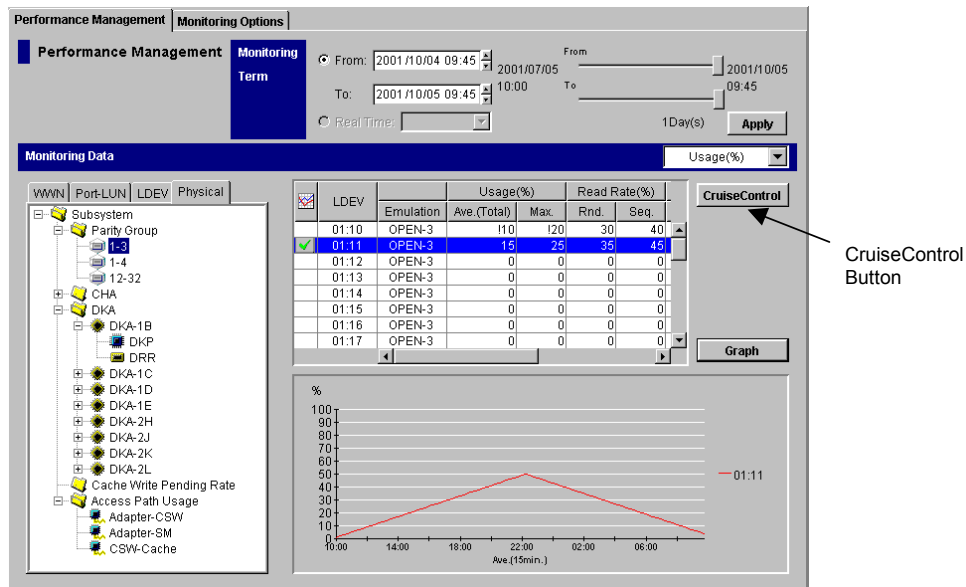 Performance Management Monitoring Options
Performance Management
Monitoring
Term
From: 2001/10/04 09:45
To: 2001/10/05 09:45
Real Time:
2001/07/05
10:00
From
To
2001/10/05
09:45
1Day(s) Apply
Monitoring Data Usage(%)
WWN Port-LUN LDEV Physical
Subsystem
Parity Group
1-3
1-4
12-32
CHA
DKA
DKA-1B
DKP
DRR
DKA-1C
DKA-1D
DKA-1E
DKA-2H
DKA-2J
DKA-2K
DKA-2L
Cache Write Pending Rate
Access Path Usage
Adapter-CSW
Adapter-SM
CSW-Cache
LDEV Usage(%) Read Rate(%)
Emulation Ave.(Total) Max. Rnd. Seq.
01:10 OPEN-3 !10 !20 30 40
01:11 OPEN-3 15 25 35 45
01:12 OPEN-3 0 0 0 0
01:13 OPEN-3 0 0 0 0
01:14 OPEN-3 0 0 0 0
01:15 OPEN-3 0 0 0 0
01:16 OPEN-3 0 0 0 0
01:17 OPEN-3 0 0 0 0
CruiseControl
CruiseControl
Button
Graph
%
100
90
80
70
60
50
40
30
20
10
0
10:00 14:00 18:00 22:00 02:00 06:00
Ave.(15min.)
01:11